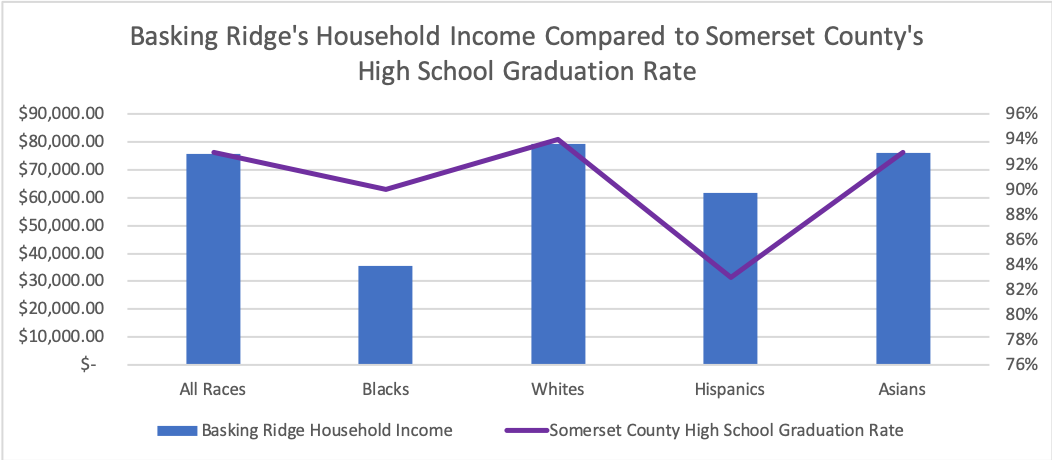 Basking Ridge's Household Income Compared to Somerset County's
High School Graduation Rate
$90,000.00
$80,000.00
$70,000.00
$60,000.00
$50,000.00
$40,000.00
$30,000.00
$20,000.00
$10,000.00
$-
96%
94%
92%
90%
88%
86%
84%
82%
80%
78%
76%
All Races
Blacks
Whites
Hispanics
Asians
Basking Ridge Household Income
Somerset County High School Graduation Rate